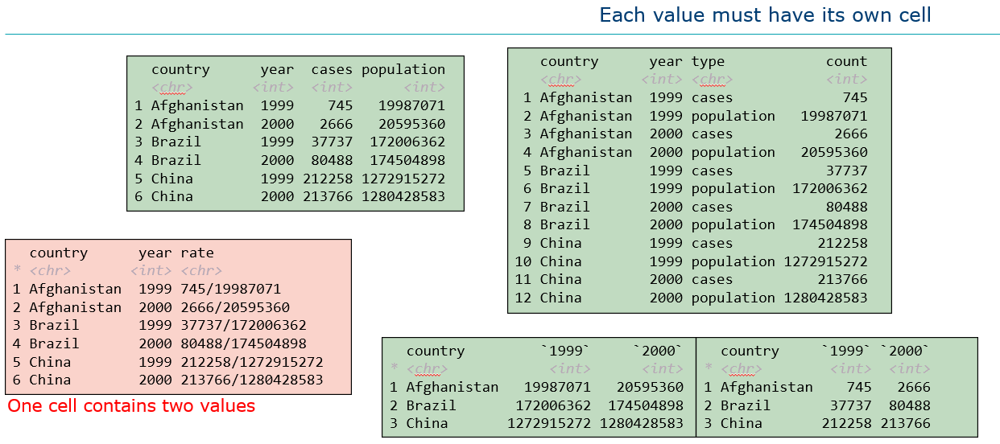 Each value must have its own cell
country year cases population
<chr> <int> <int> <int>
1 Afghanistan 1999 745 19987071
2 Afghanistan 2000 2666 20595360
3 Brazil 1999 37737 172006362
4 Brazil 2000 80488 174504898
5 China 1999 212258 1272915272
6 China 2000 213766 1280428583
country year type count
<chr> <int> <chr> <int>
1 Afghanistan 1999 cases 745
2 Afghanistan 1999 population 19987071
3 Afghanistan 2000 cases 2666
4 Afghanistan 2000 population 20595360
5 Brazil 1999 cases 37737
6 Brazil 1999 population 172006362
7 Brazil 2000 cases 80488
8 Brazil 2000 population 174504898
9 China 1999 cases 212258
10 China 1999 population 1272915272
11 China 2000 cases 213766
12 China 2000 population 1280428583
country year rate
* <chr> <int> <chr>
1 Afghanistan 1999 745/19987071
2 Afghanistan 2000 2666/20595360
3 Brazil 1999 37737/172006362
4 Brazil 2000 80488/174504898
5 China 1999 212258/1272915272
6 China 2000 213766/1280428583
One cell contains two values
country `1999` `2000`
* <chr> <int> <int>
1 Afghanistan 19987071 20595360
2 Brazil 172006362 174504898
3 China 1272915272 1280428583
country `1999` `2000`
* <chr> <int> <int>
1 Afghanistan 745 2666
2 Brazil 37737 80488
3 China 212258 213766